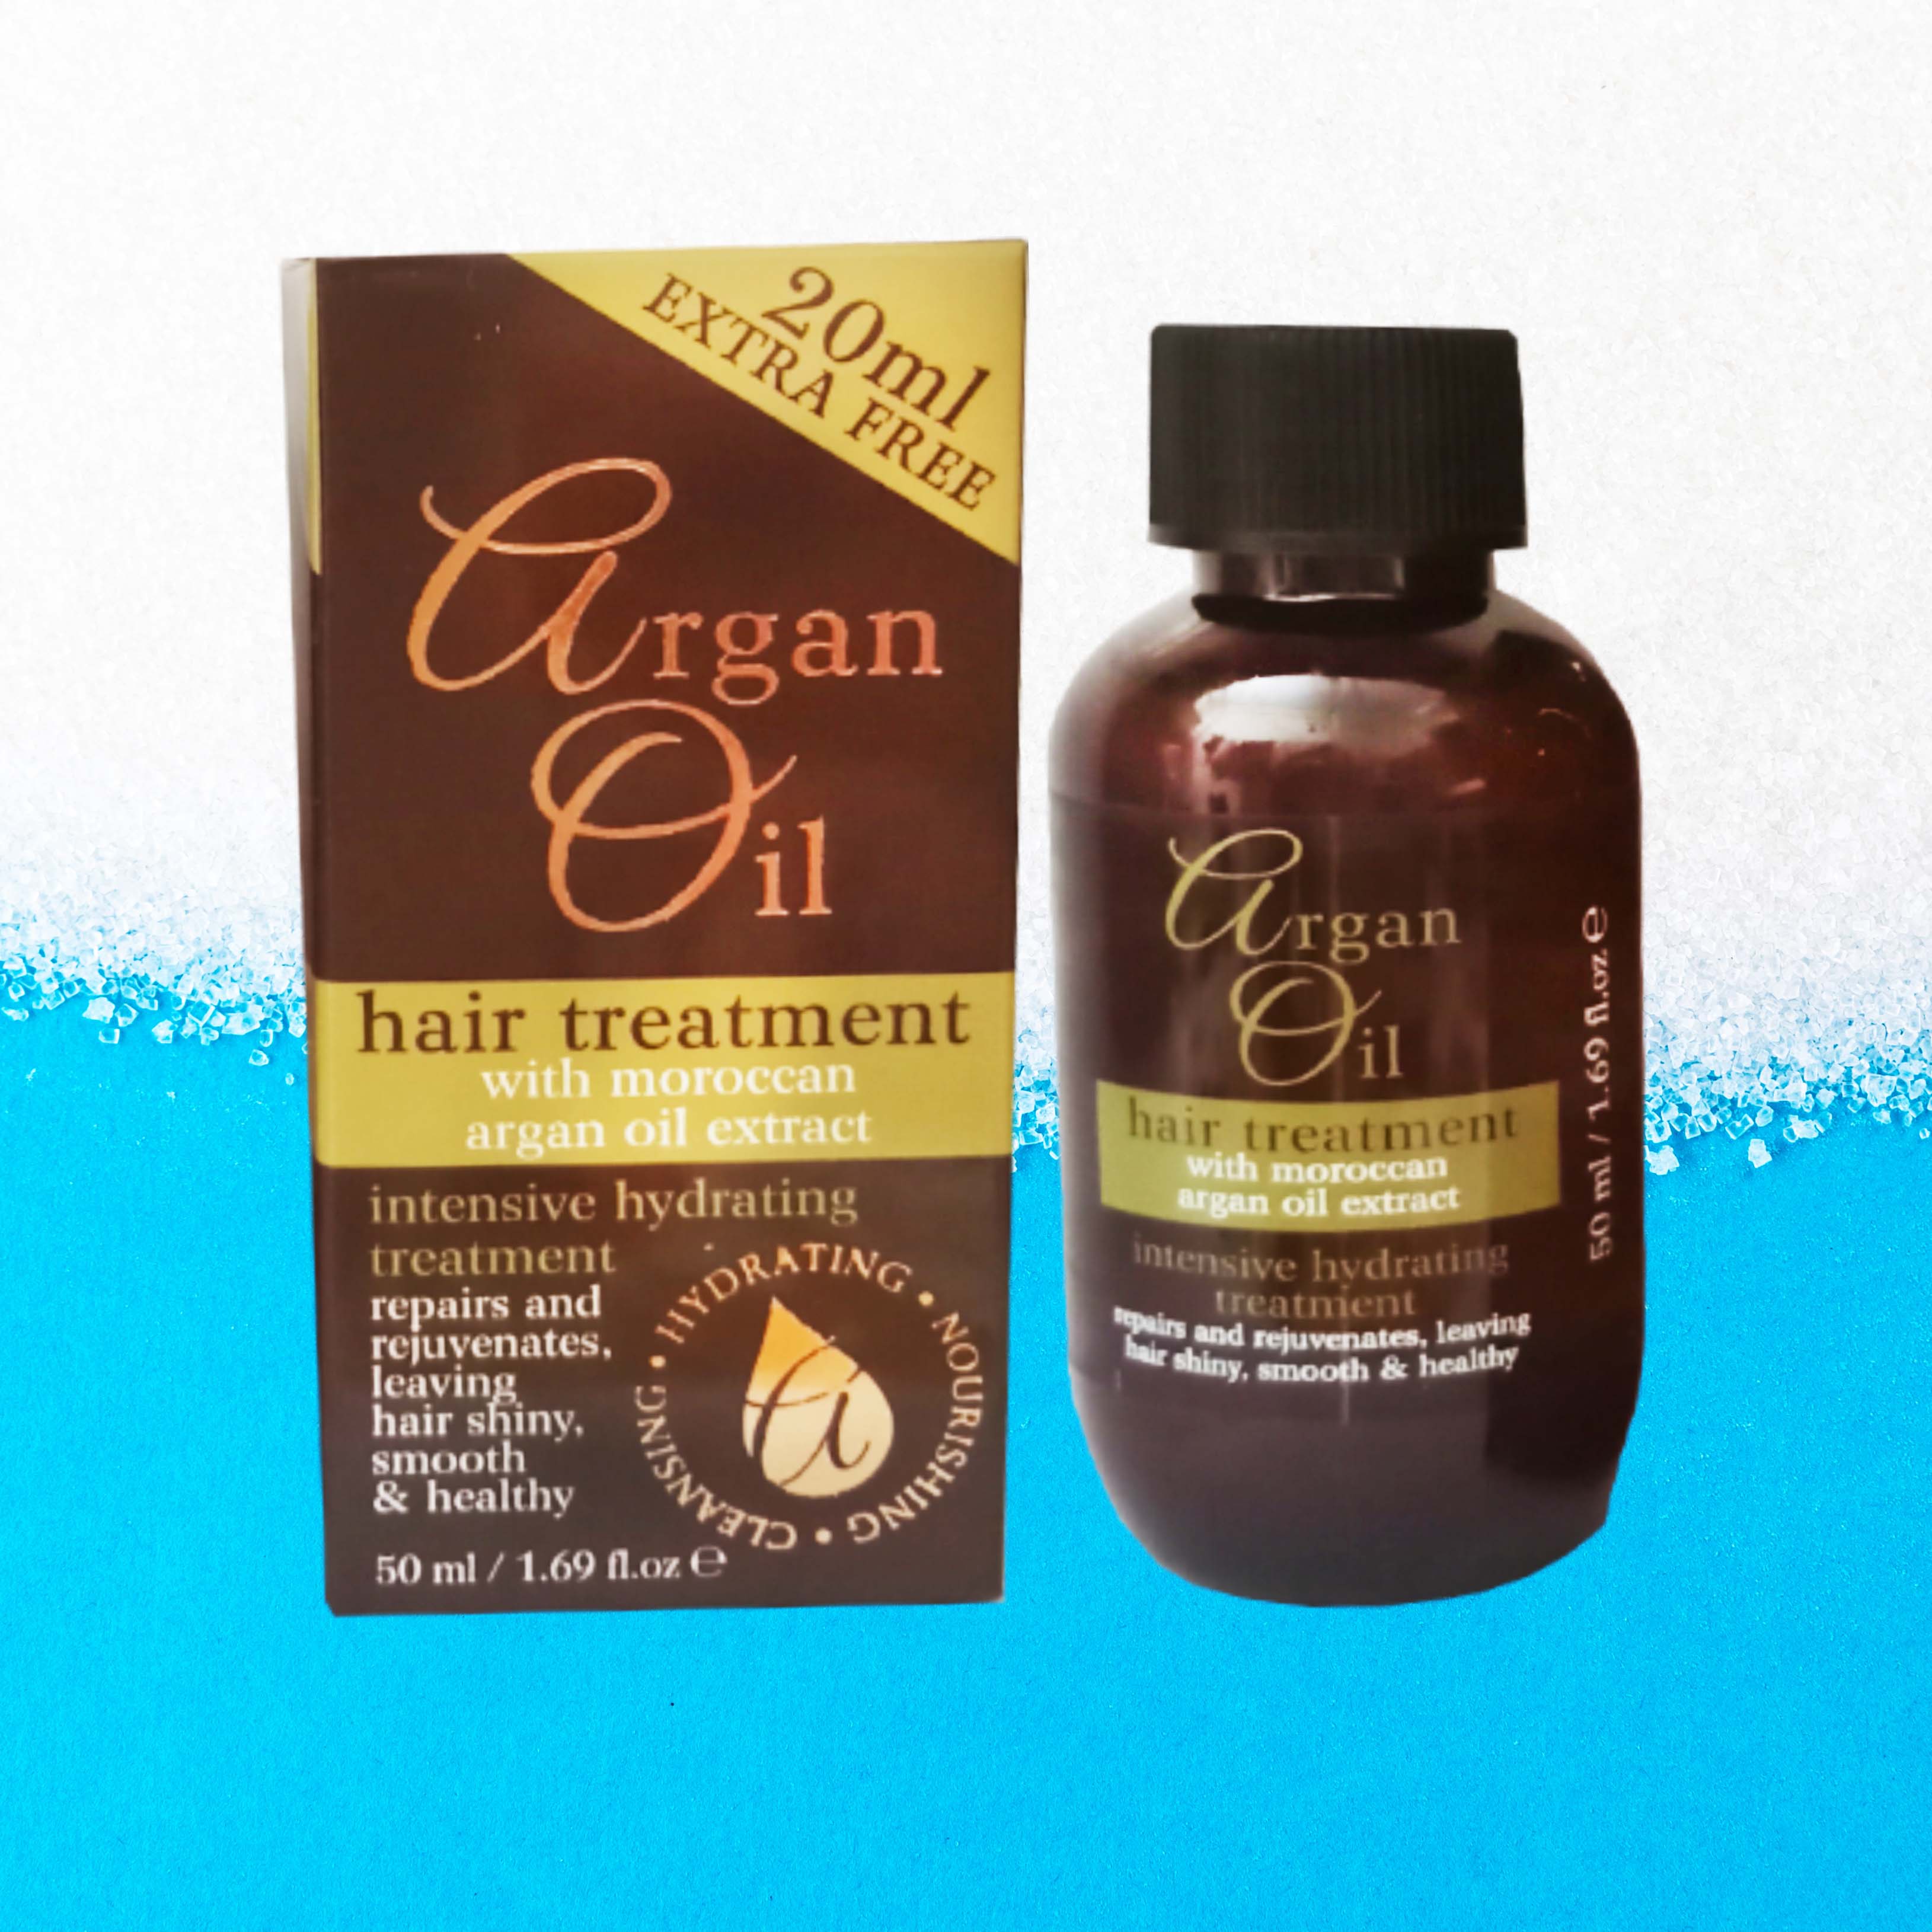 20ml
EXTRA FREE
Argan
Oil
hair treatment
with moroccan
argan oil extract
intensive hydrating
treatment
repairs and
rejuvenates,
leaving
hair shiny,
smooth
& healthy
HYDRATING • NOURISHING • CLEANSING •
a
50 ml / 1.69 fl.oz ℮
Argan
Oil
hair treatment
with moroccan
argan oil extract
intensive hydrating
treatment
repairs and rejuvenates, leaving
hair shiny, smooth & healthy
50 ml / 1.69 fl.oz ℮